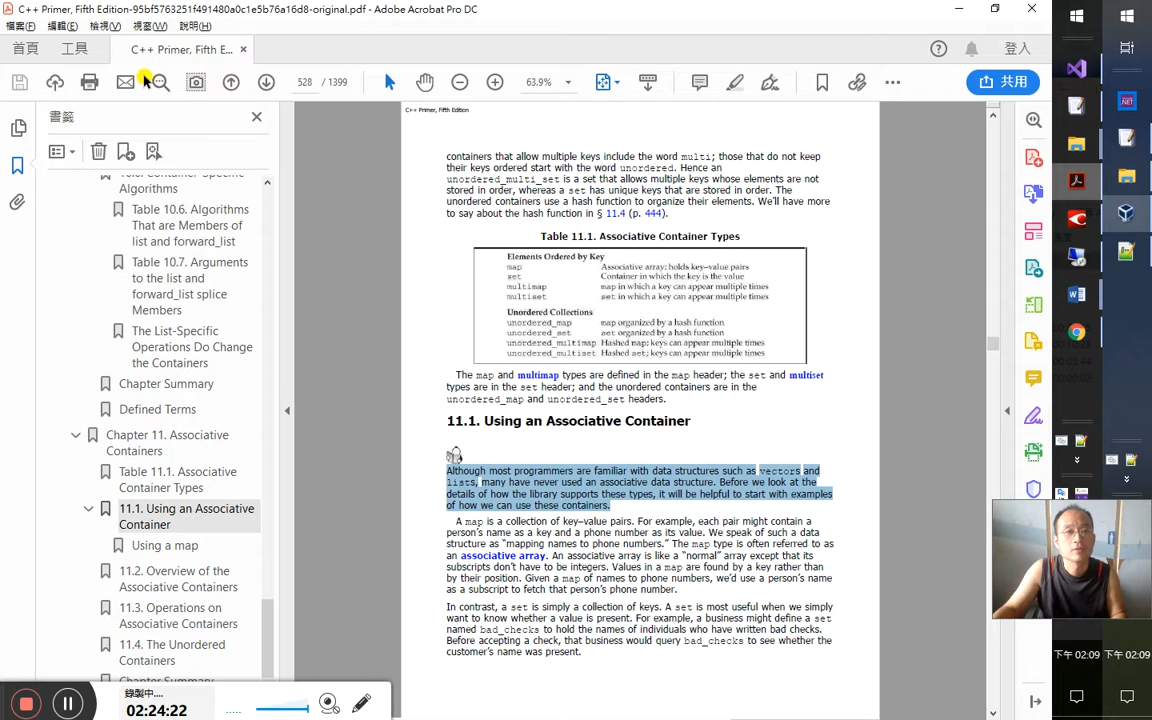 C++ Primer, Fifth Edition-95bf5763251f491480a0c1e5b76a16d8-original.pdf - Adobe Acrobat Pro DC
檔案(F) 編輯(E) 檢視(V) 視窗(W) 說明(H)
首頁 工具 C++ Primer, Fifth E... × 登入
528 / 1399 63.9% 共用
書籤
10.6. Container-Specific
Algorithms
Table 10.6. Algorithms
That are Members of
list and forward_list
Table 10.7. Arguments
to the list and
forward_list splice
Members
The List-Specific
Operations Do Change
the Containers
Chapter Summary
Defined Terms
Chapter 11. Associative
Containers
Table 11.1. Associative
Container Types
11.1. Using an Associative
Container
Using a map
11.2. Overview of the
Associative Containers
11.3. Operations on
Associative Containers
11.4. The Unordered
Containers
Chapter Summary
C++ Primer, Fifth Edition
containers that allow multiple keys include the word multi; those that do not keep
their keys ordered start with the word unordered. Hence an
unordered_multi_set is a set that allows multiple keys whose elements are not
stored in order, whereas a set has unique keys that are stored in order. The
unordered containers use a hash function to organize their elements. We'll have more
to say about the hash function in § 11.4 (p. 444).
Table 11.1. Associative Container Types
Elements Ordered by Key
map Associative array; holds key–value pairs
set Container in which the key is the value
multimap map in which a key can appear multiple times
multiset set in which a key can appear multiple times
Unordered Collections
unordered_map map organized by a hash function
unordered_set set organized by a hash function
unordered_multimap Hashed map; keys can appear multiple times
unordered_multiset Hashed set; keys can appear multiple times
The map and multimap types are defined in the map header; the set and multiset
types are in the set header; and the unordered containers are in the
unordered_map and unordered_set headers.
11.1. Using an Associative Container
Although most programmers are familiar with data structures such as vectors and
lists, many have never used an associative data structure. Before we look at the
details of how the library supports these types, it will be helpful to start with examples
of how we can use these containers.
A map is a collection of key–value pairs. For example, each pair might contain a
person's name as a key and a phone number as its value. We speak of such a data
structure as “mapping names to phone numbers.” The map type is often referred to as
an associative array. An associative array is like a “normal” array except that its
subscripts don't have to be integers. Values in a map are found by a key rather than
by their position. Given a map of names to phone numbers, we'd use a person's name
as a subscript to fetch that person's phone number.
In contrast, a set is simply a collection of keys. A set is most useful when we simply
want to know whether a value is present. For example, a business might define a set
named bad_checks to hold the names of individuals who have written bad checks.
Before accepting a check, that business would query bad_checks to see whether the
customer's name was present.
錄製中....
02:24:22
下午 02:09 下午 02:09